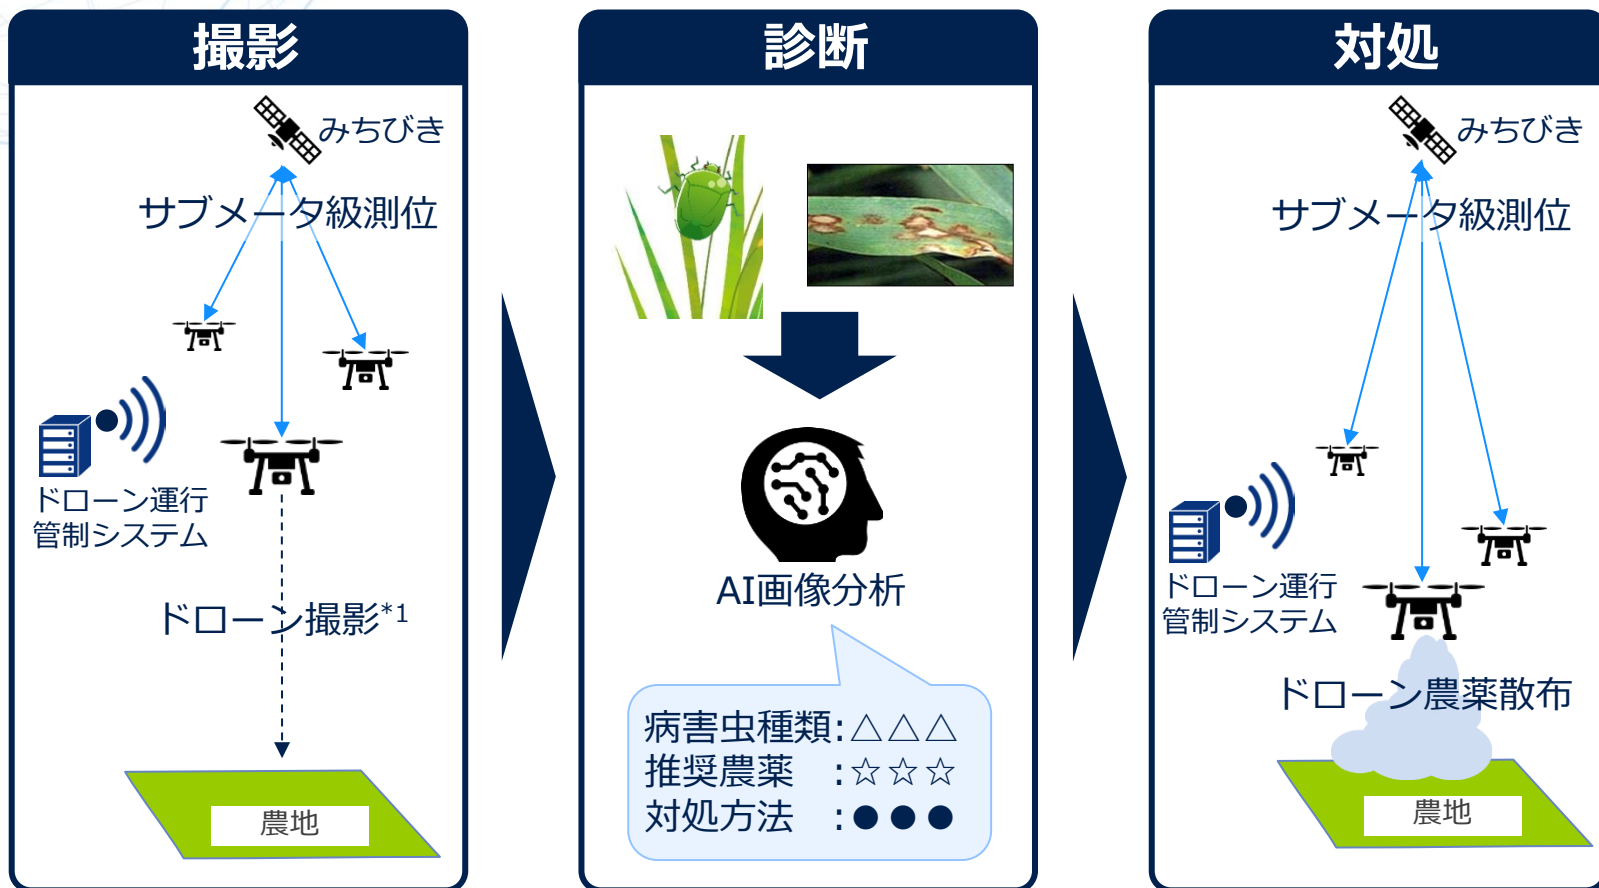 撮影
みちびき
サブメータ級測位
ドローン運行
管制システム
ドローン撮影*1
農地
診断
AI画像分析
病害虫種類:△△△
推奨農薬 :☆☆☆
対処方法 :●●●
対処
みちびき
サブメータ級測位
ドローン運行
管制システム
ドローン農薬散布
農地